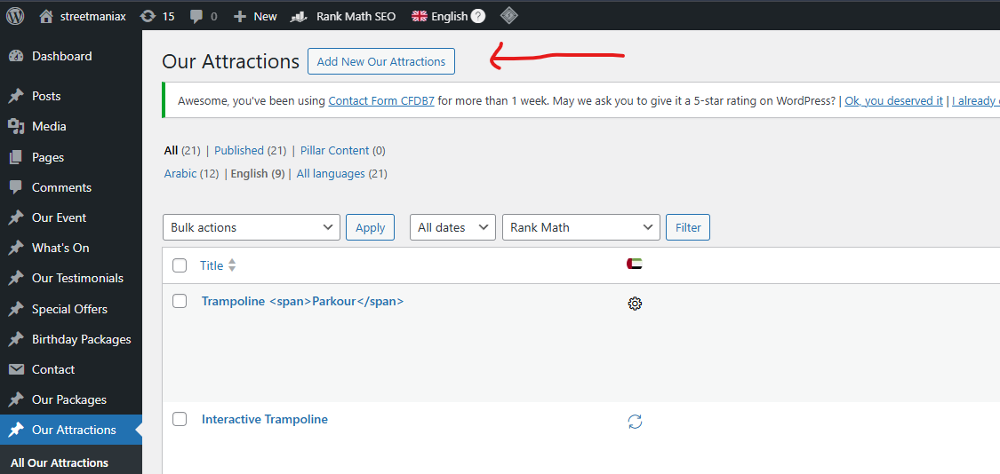 streetmaniax 15 0 New Rank Math SEO English ?
Dashboard
Posts
Media
Pages
Comments
Our Event
What's On
Our Testimonials
Special Offers
Birthday Packages
Contact
Our Packages
Our Attractions
All Our Attractions
Our Attractions Add New Our Attractions
Awesome, you've been using Contact Form CFDB7 for more than 1 week. May we ask you to give it a 5-star rating on WordPress? | Ok, you deserved it | I already
All (21) | Published (21) | Pillar Content (0)
Arabic (12) | English (9) | All languages (21)
Bulk actions Apply All dates Rank Math Filter
Title
Trampoline <span>Parkour</span>
Interactive Trampoline